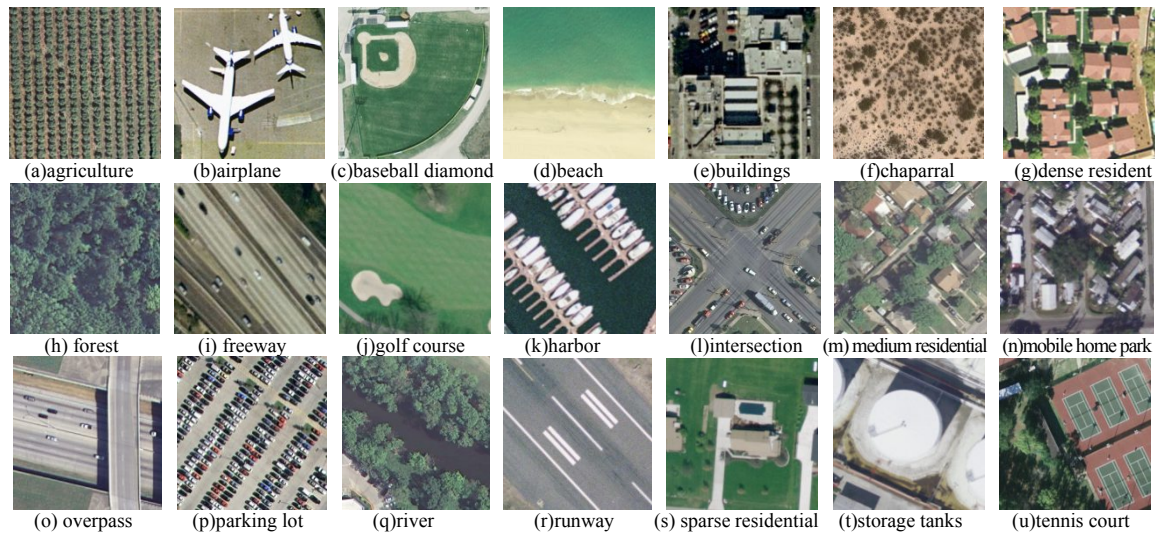 (a)agriculture
(b)airplane
(c)baseball diamond
(d)beach
(e)buildings
(f)chaparral
(g)dense resident
(h) forest
(i) freeway
(j)golf course
(k)harbor
(l)intersection
(m) medium residential
(n)mobile home park
(o) overpass
(p)parking lot
(q)river
(r)runway
(s) sparse residential
(t)storage tanks
(u)tennis court